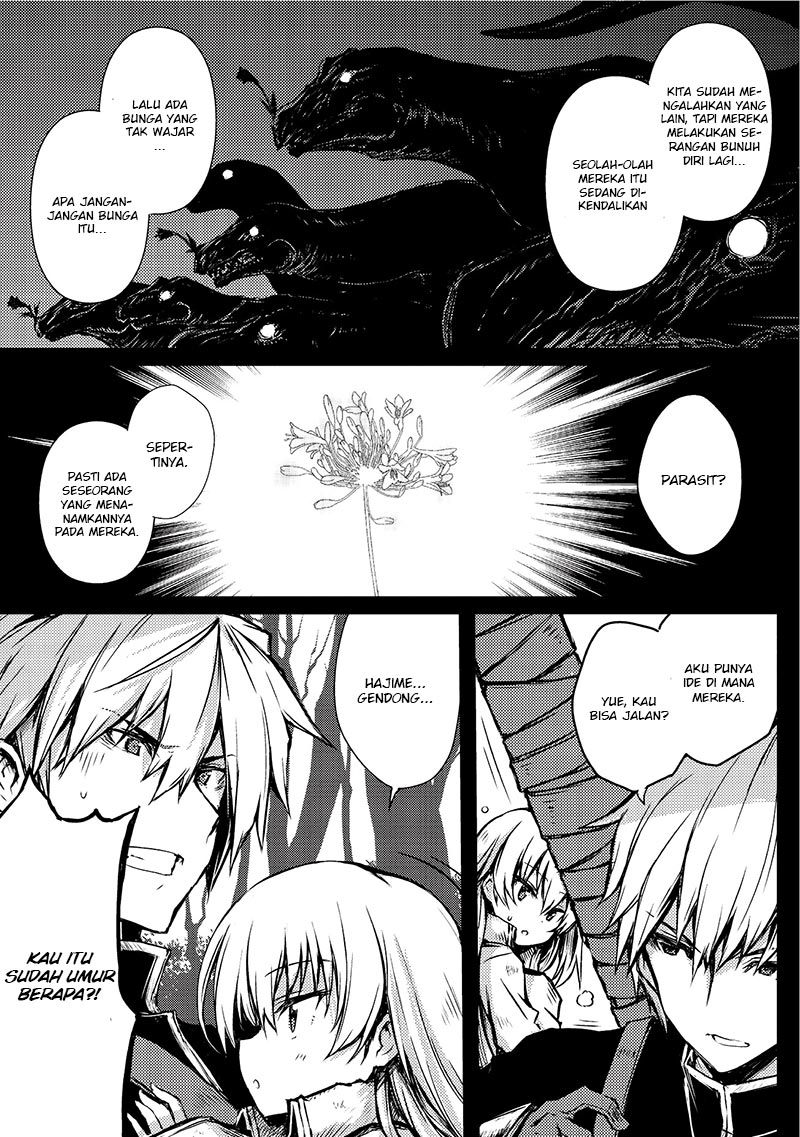 KITA SUDAH ME-
NGALAHKAN YANG
LAIN, TAPI MEREKA
MELAKUKAN SE-
RANGAN BUNUH
DIRI LAGI...
SEOLAH-OLAH
MEREKA ITU
SEDANG DI-
KENDALIKAN
LALU ADA
BUNGA YANG
TAK WAJAR
...
APA JANGAN-
JANGAN BUNGA
ITU...
PARASIT?
SEPER-
TINYA.
PASTI ADA
SESEORANG
YANG MENA-
NAMKANNYA
PADA MEREKA.
AKU PUNYA
IDE DI MANA
MEREKA.
YUE, KAU
BISA JALAN?
HAJIME...
GENDONG...
KAU ITU
SUDAH UMUR
BERAPA?!